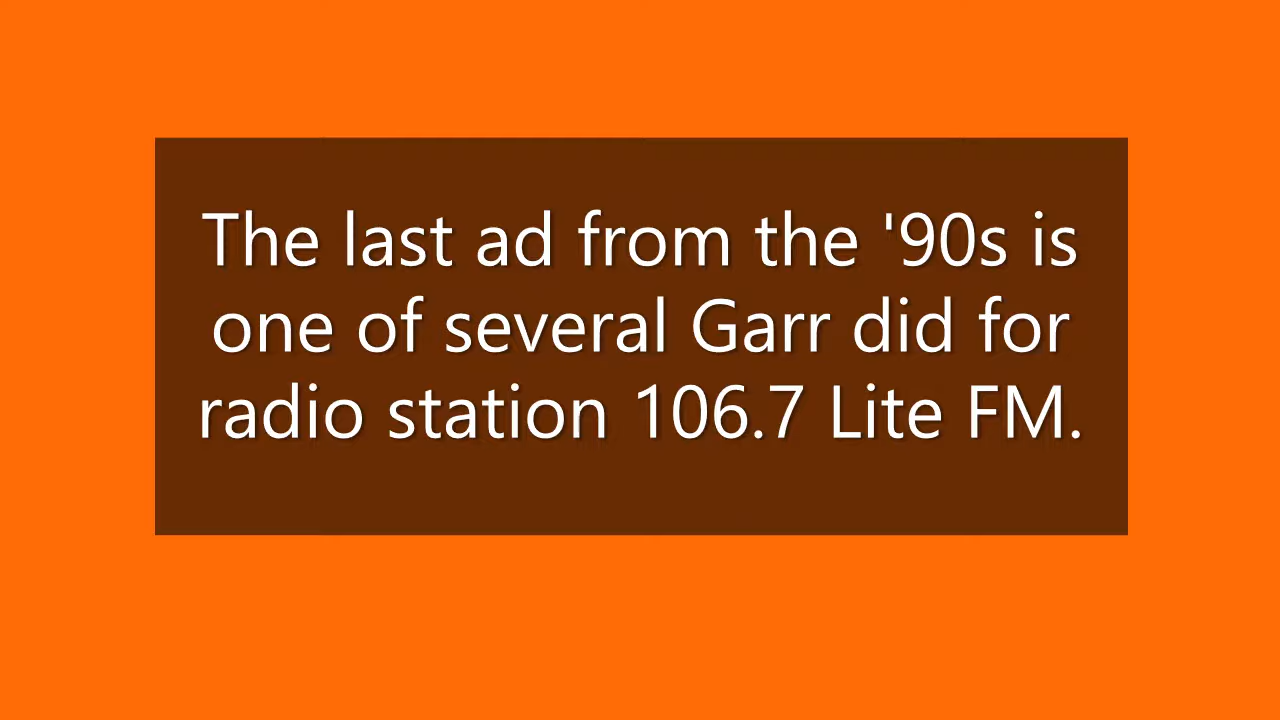 The last ad from the '90s is
one of several Garr did for
radio station 106.7 Lite FM.